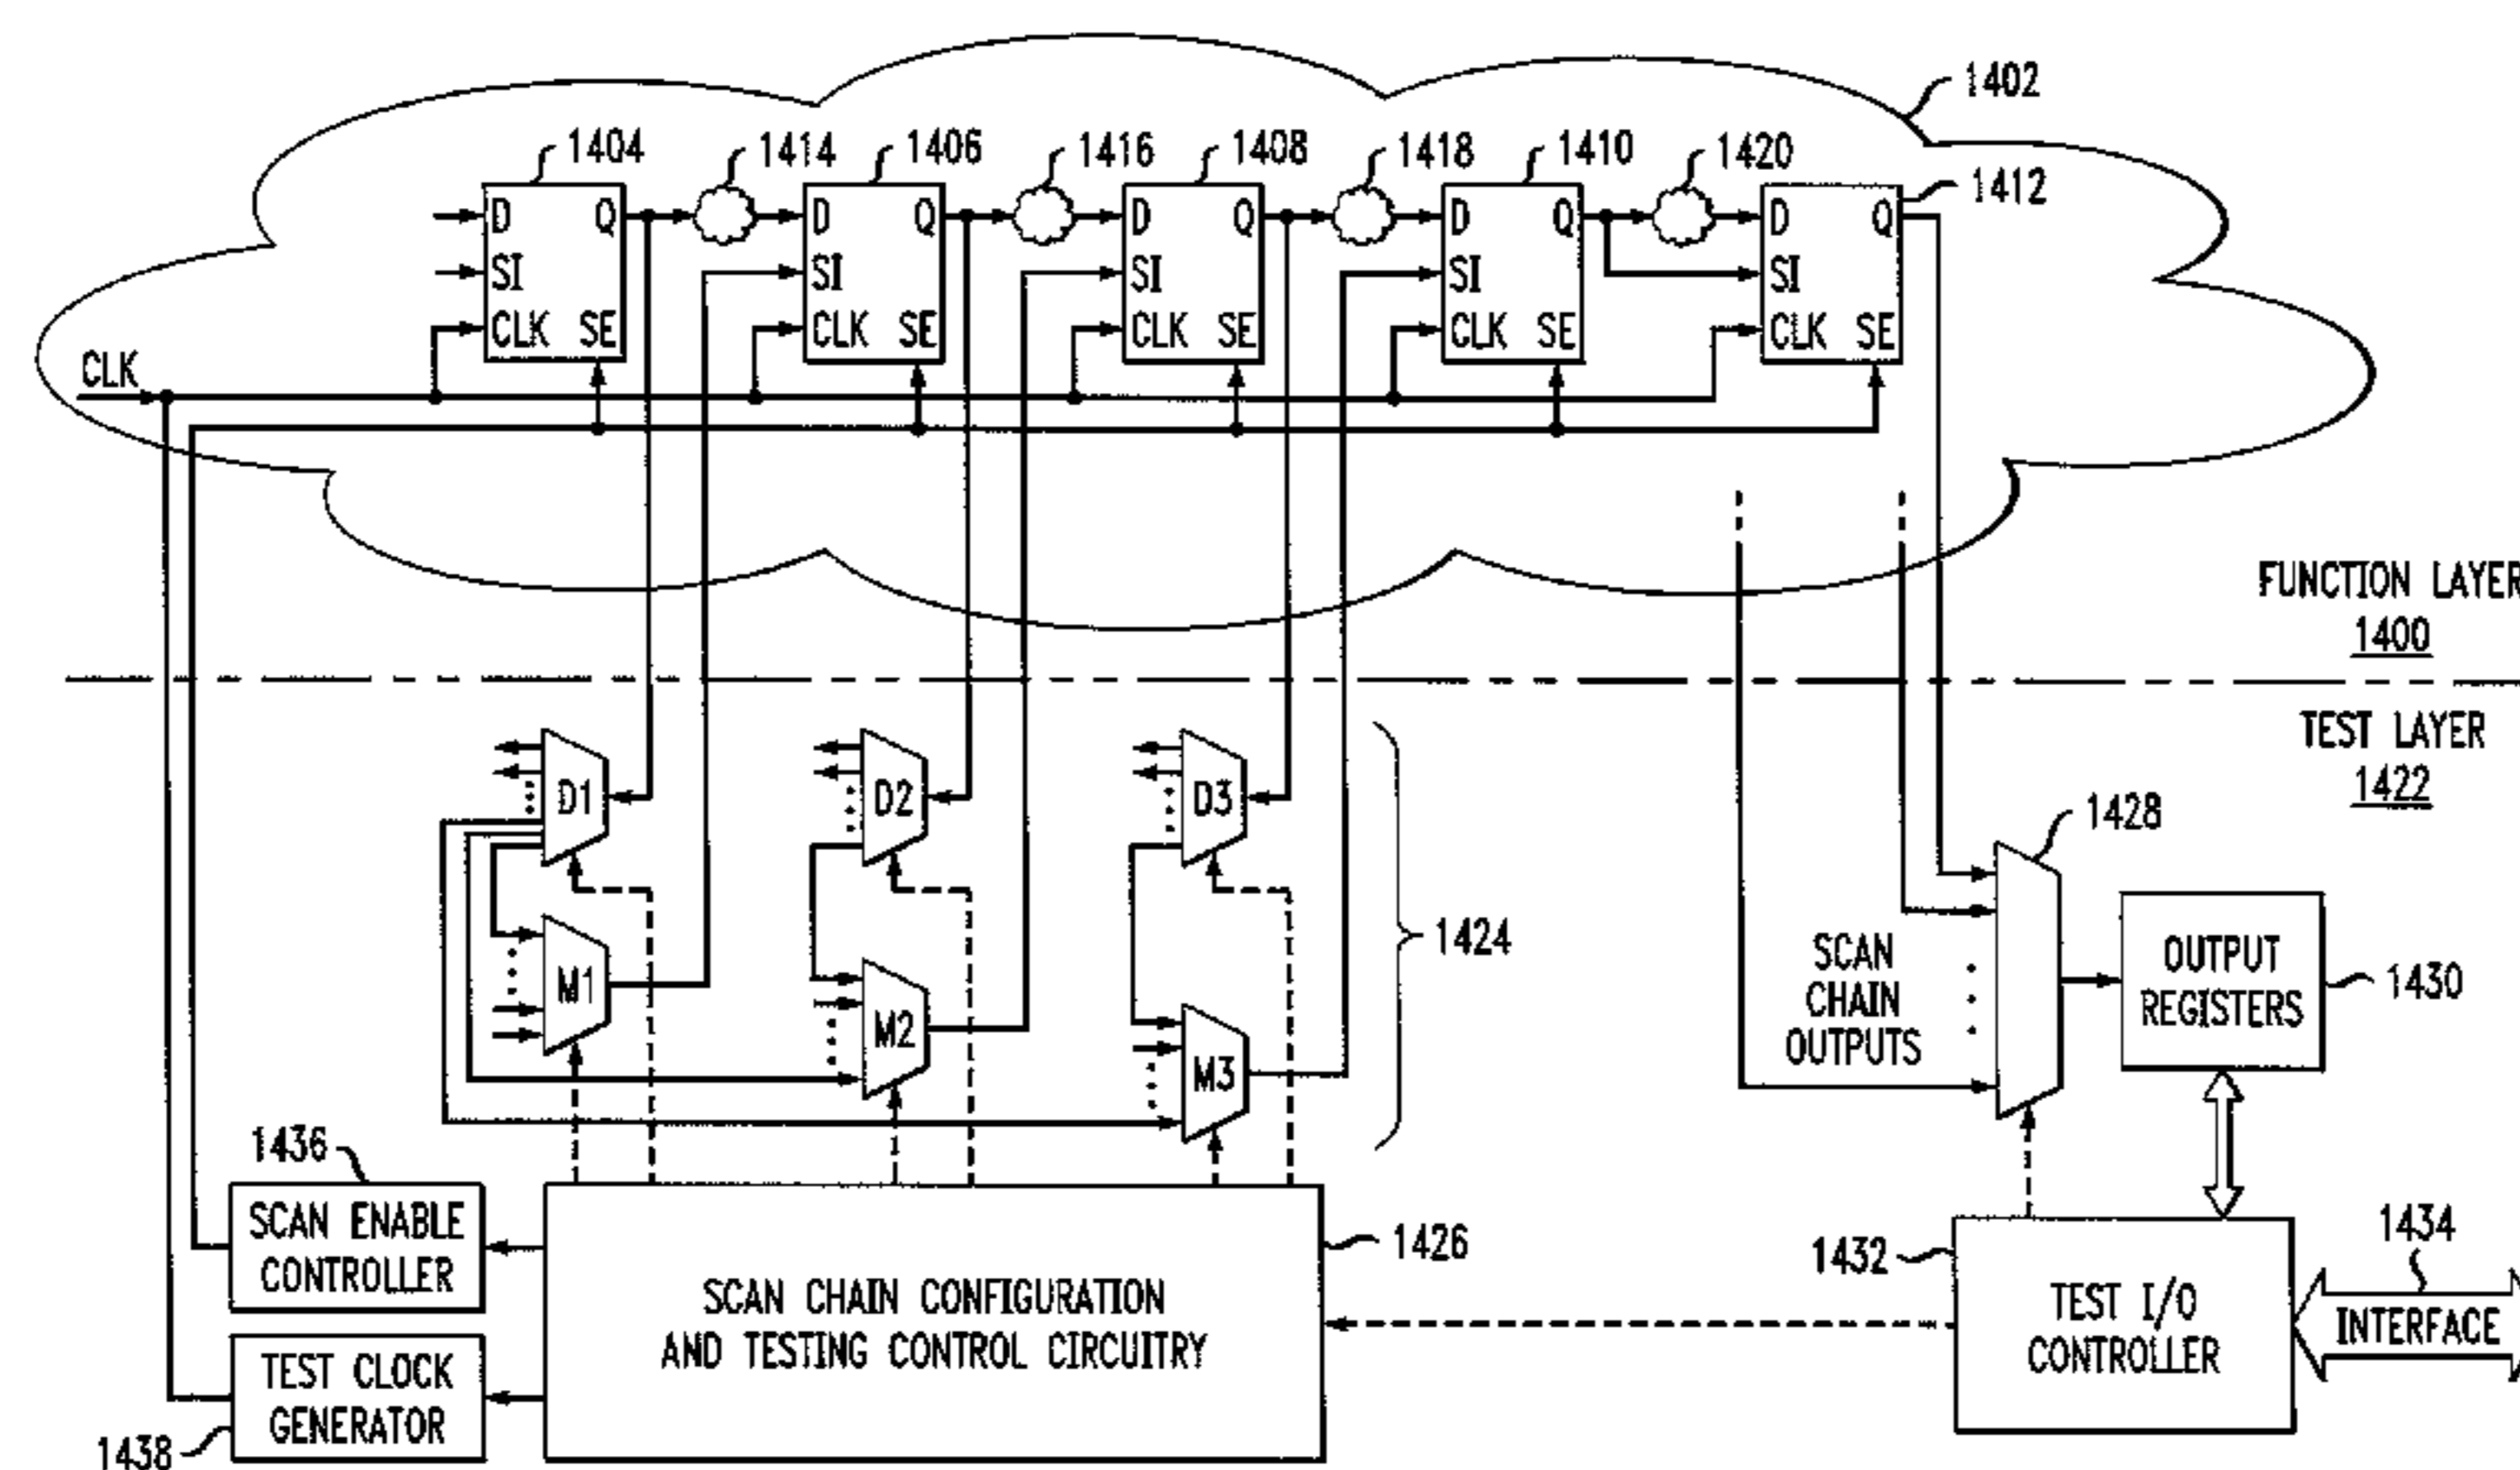 1402
1404
1414
1406
1416
1408
1418
1410
1420
1412
D Q
SI
CLK SE
D Q
SI
CLK SE
D Q
SI
CLK SE
D Q
SI
CLK SE
D Q
SI
CLK SE
CLK
FUNCTION LAYER
1400
TEST LAYER
1422
D1
D2
D3
M1
M2
M3
1424
1428
SCAN
CHAIN
OUTPUTS
OUTPUT
REGISTERS
1430
1436
SCAN ENABLE
CONTROLLER
TEST CLOCK
GENERATOR
1438
SCAN CHAIN CONFIGURATION
AND TESTING CONTROL CIRCUITRY
1426
1432
TEST I/O
CONTROLLER
1434
INTERFACE